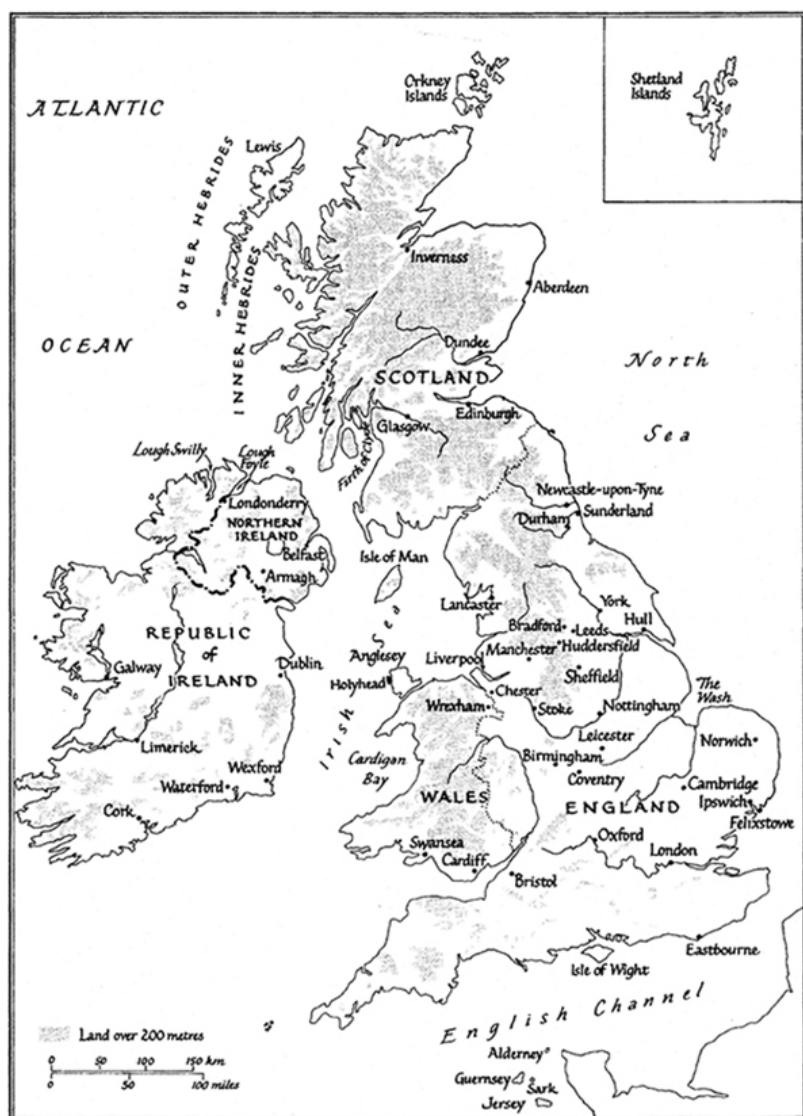 Orkney
Islands
Shetland
Islands
ATLANTIC
Lewis
OUTER HEBRIDES
INNER HEBRIDES
Inverness
Aberdeen
OCEAN
Dundee
North
SCOTLAND
Edinburgh
Glasgow
Sea
Firth of Clyde
Lough Swilly
Lough
Foyle
Londonderry
NORTHERN
IRELAND
Belfast
Armagh
Newcastle-upon-Tyne
Sunderland
Durham
Isle of Man
Lancaster
York
Bradford
Leeds
Hull
Huddersfield
Manchester
Liverpool
Sheffield
REPUBLIC
of
IRELAND
Galway
Dublin
Irish Sea
Anglesey
Holyhead
Chester
Wrexham
Stoke
Nottingham
The
Wash
Limerick
Leicester
Norwich
Birmingham
Coventry
Cardigan
Bay
Wexford
Waterford
Cork
WALES
Cambridge
ENGLAND
Ipswich
Felixstowe
Swansea
Cardiff
Oxford
London
Bristol
Eastbourne
Isle of Wight
English Channel
Land over 200 metres
0 50 100 150 km
0 50 100 miles
Alderney
Guernsey
Sark
Jersey